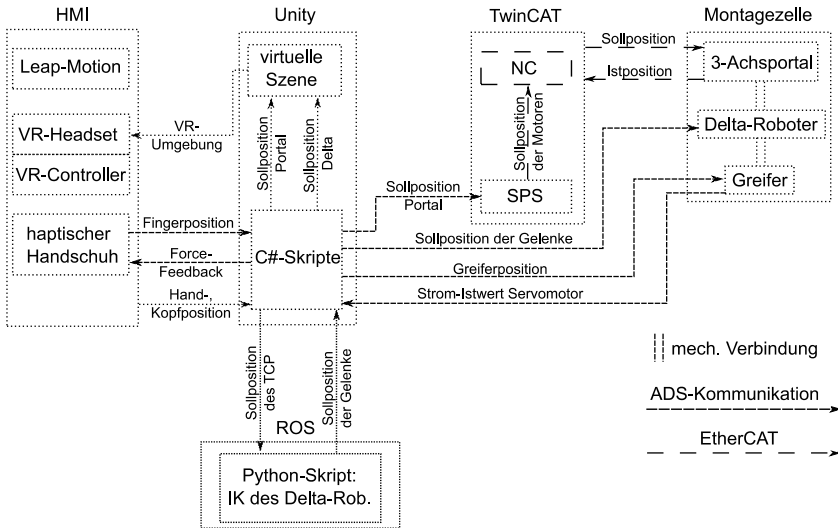 HMI
Unity
TwinCAT
Montagezelle
Leap-Motion
VR-Headset
VR-Controller
haptischer
Handschuh
virtuelle
Szene
VR-
Umgebung
Sollposition
Portal
Sollposition
Delta
C#-Skripte
Fingerposition
Force-
Feedback
Hand-,
Kopfposition
NC
Sollposition
der Motoren
SPS
Sollposition
Portal
Sollposition
Istposition
3-Achsportal
Delta-Roboter
Greifer
Sollposition der Gelenke
Greiferposition
Strom-Istwert Servomotor
Sollposition
des TCP
Sollposition
der Gelenke
ROS
Python-Skript:
IK des Delta-Rob.
mech. Verbindung
ADS-Kommunikation
EtherCAT